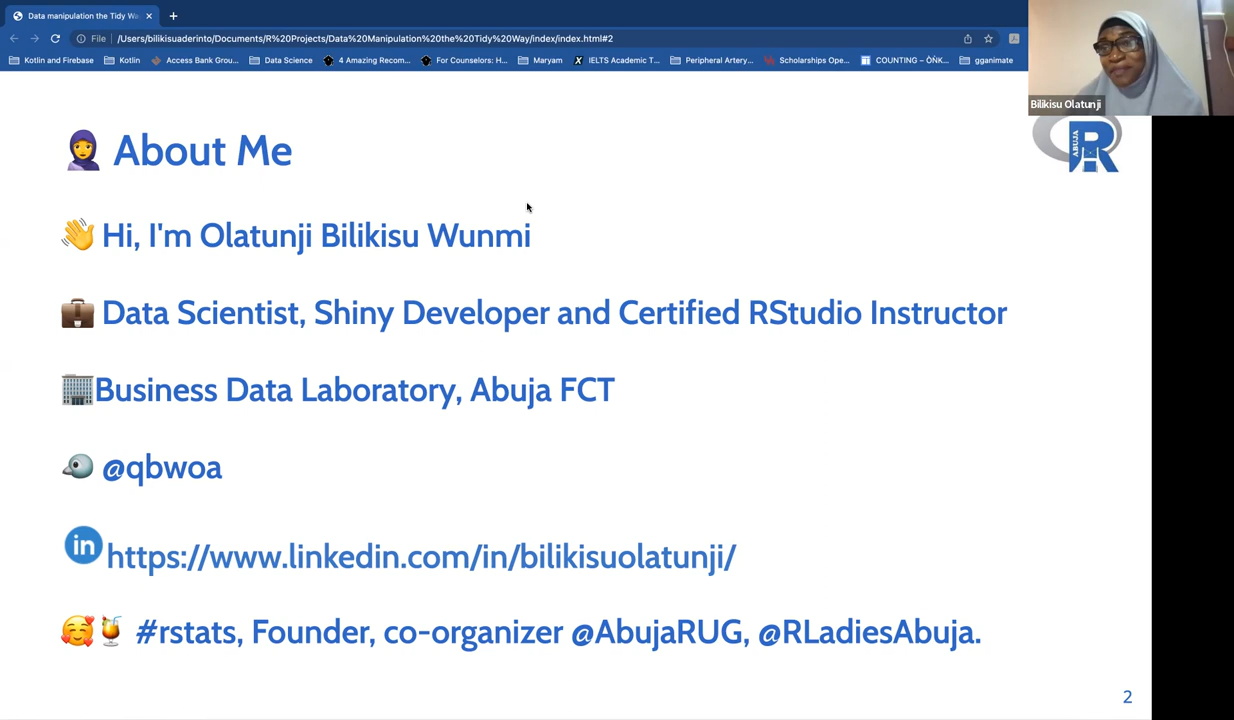 Data manipulation the Tidy Wa
File /Users/bilikisuaderinto/Documents/R%20Projects/Data%20Manipulation%20the%20Tidy%20Way/index/index.html#2
Kotlin and Firebase Kotlin Access Bank Grou... Data Science 4 Amazing Recom... For Counselors: H... Maryam IELTS Academic T... Peripheral Artery... Scholarships Ope... COUNTING – ÒǸK... gganimate
Bilikisu Olatunji
ABUJA R
About Me
Hi, I'm Olatunji Bilikisu Wunmi
Data Scientist, Shiny Developer and Certified RStudio Instructor
Business Data Laboratory, Abuja FCT
@qbwoa
in https://www.linkedin.com/in/bilikisuolatunji/
#rstats, Founder, co-organizer @AbujaRUG, @RLadiesAbuja.
2